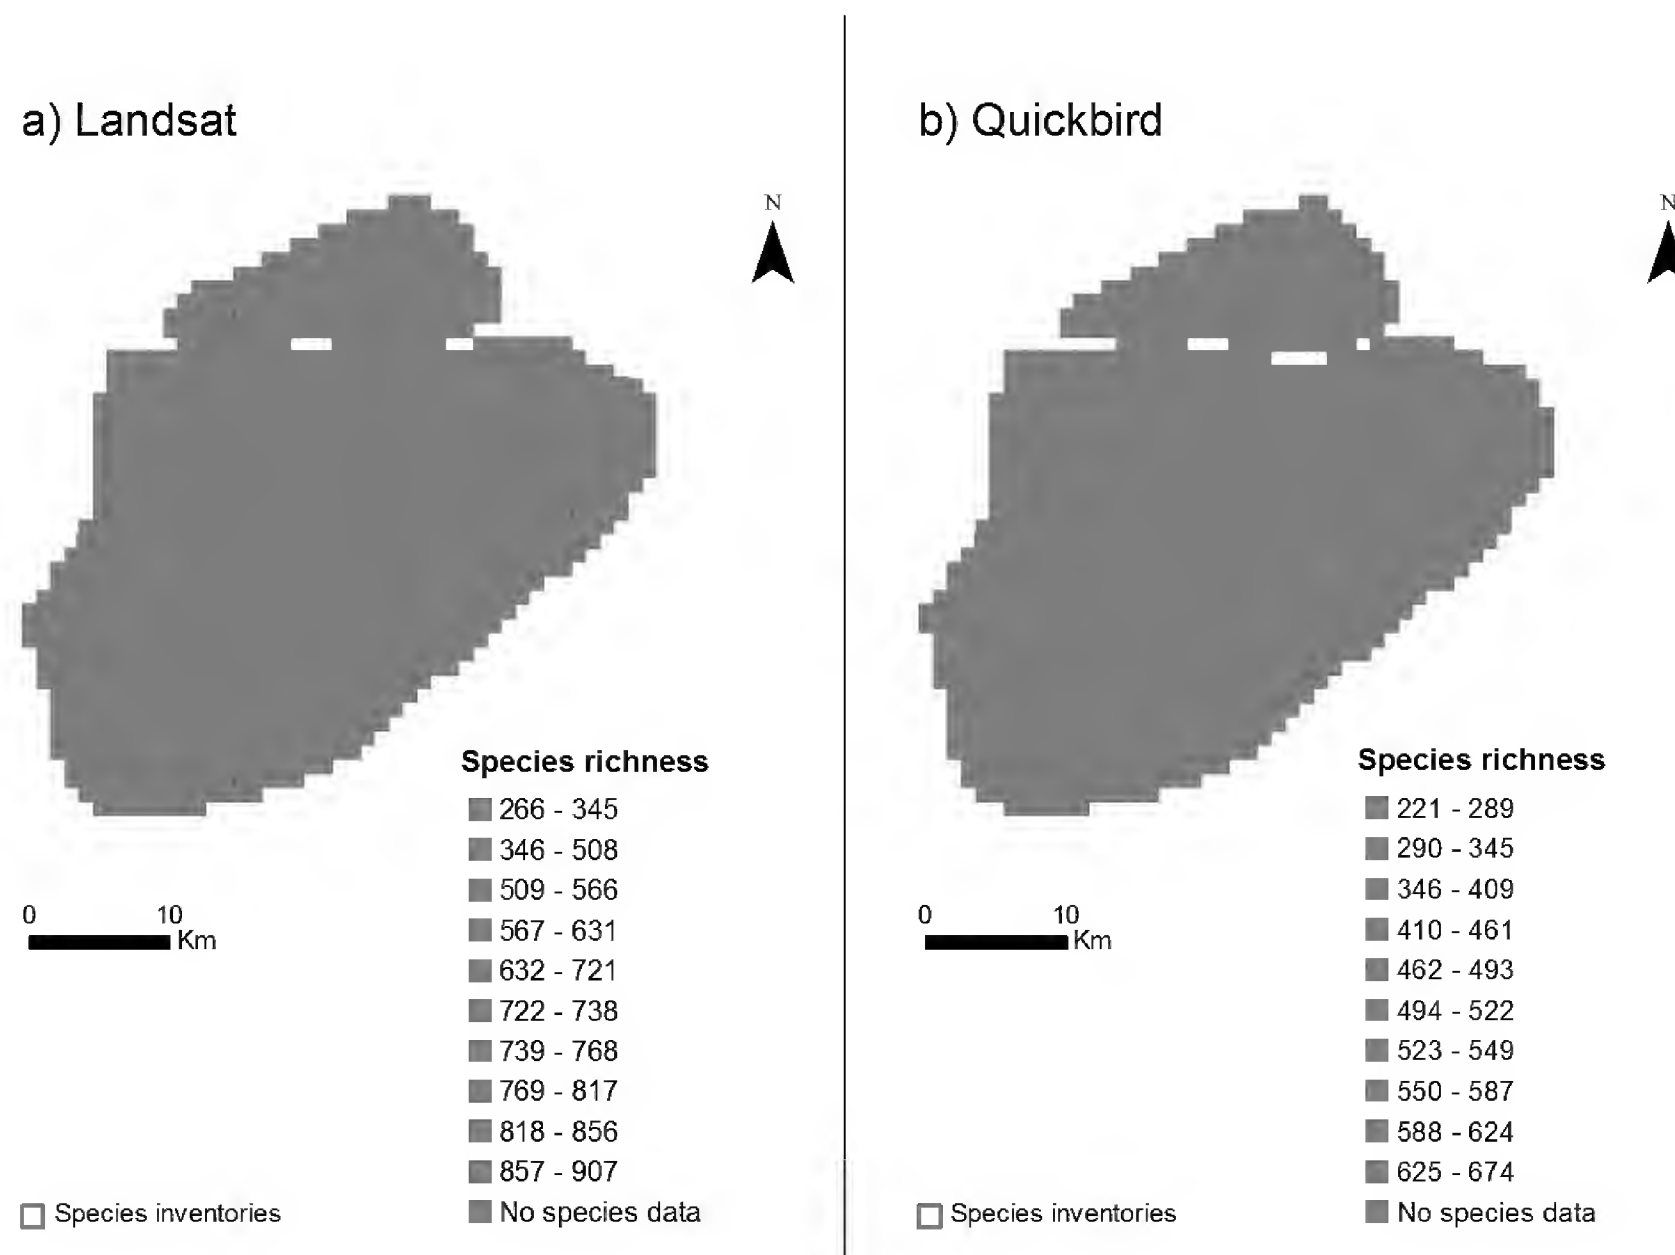 a) Landsat
N
Species richness
266 - 345
346 - 508
509 - 566
567 - 631
632 - 721
722 - 738
739 - 768
769 - 817
818 - 856
857 - 907
No species data
0 10
Km
Species inventories
b) Quickbird
N
Species richness
221 - 289
290 - 345
346 - 409
410 - 461
462 - 493
494 - 522
523 - 549
550 - 587
588 - 624
625 - 674
No species data
0 10
Km
Species inventories